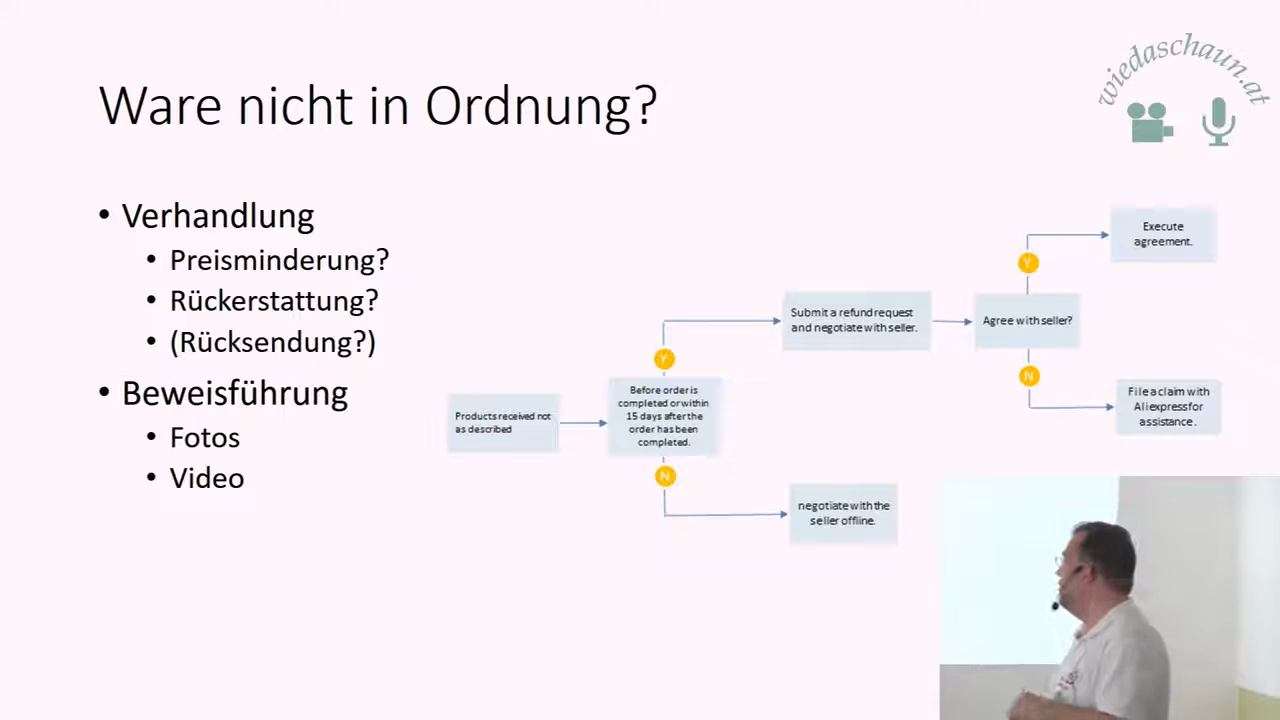 wiedaschaun.at
Ware nicht in Ordnung?
• Verhandlung
• Preisminderung?
• Rückerstattung?
• (Rücksendung?)
• Beweisführung
• Fotos
• Video
Products received not
as described
Before order is
completed or within
15 days after the
order has been
completed.
Y
N
Submit a refund request
and negotiate with seller.
negotiate with the
seller offline.
Agree with seller?
Y
N
Execute
agreement.
File a claim with
Aliexpress for
assistance.